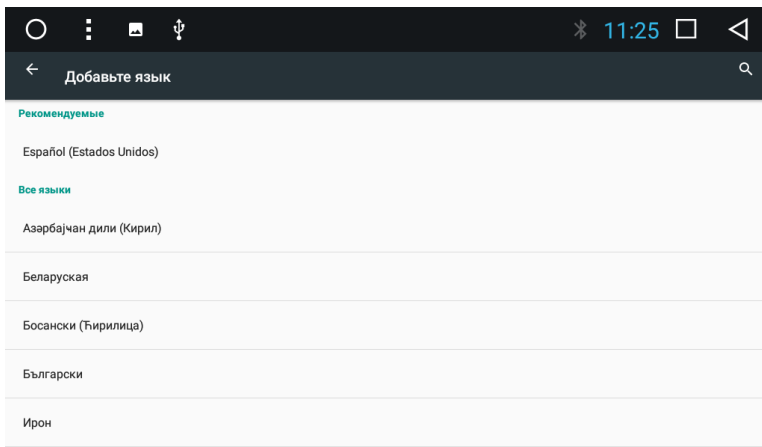 11:25
Добавьте язык
Рекомендуемые
Español (Estados Unidos)
Все языки
Азәрбајҹан дили (Кирил)
Беларуская
Босански (Ћирилица)
Български
Ирон